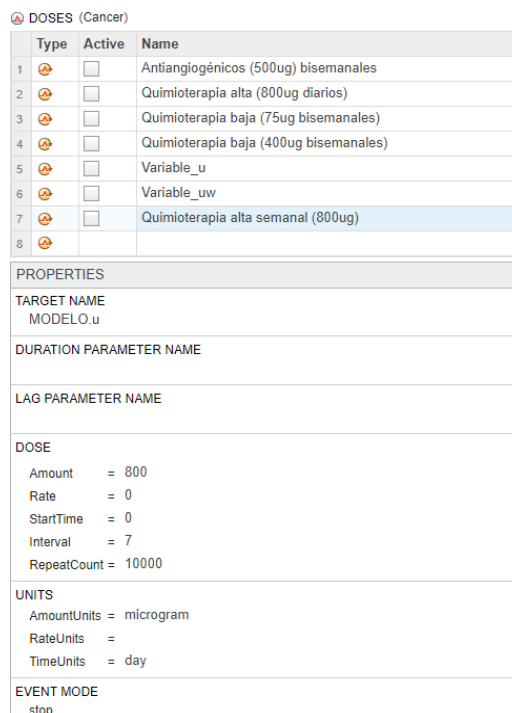 DOSES (Cancer)
Type Active Name
1 Antiangiogénicos (500ug) bisemanales
2 Quimioterapia alta (800ug diarios)
3 Quimioterapia baja (75ug bisemanales)
4 Quimioterapia baja (400ug bisemanales)
5 Variable_u
6 Variable_uw
7 Quimioterapia alta semanal (800ug)
8
PROPERTIES
TARGET NAME
MODELO.u
DURATION PARAMETER NAME
LAG PARAMETER NAME
DOSE
Amount = 800
Rate = 0
StartTime = 0
Interval = 7
RepeatCount = 10000
UNITS
AmountUnits = microgram
RateUnits =
TimeUnits = day
EVENT MODE
stop